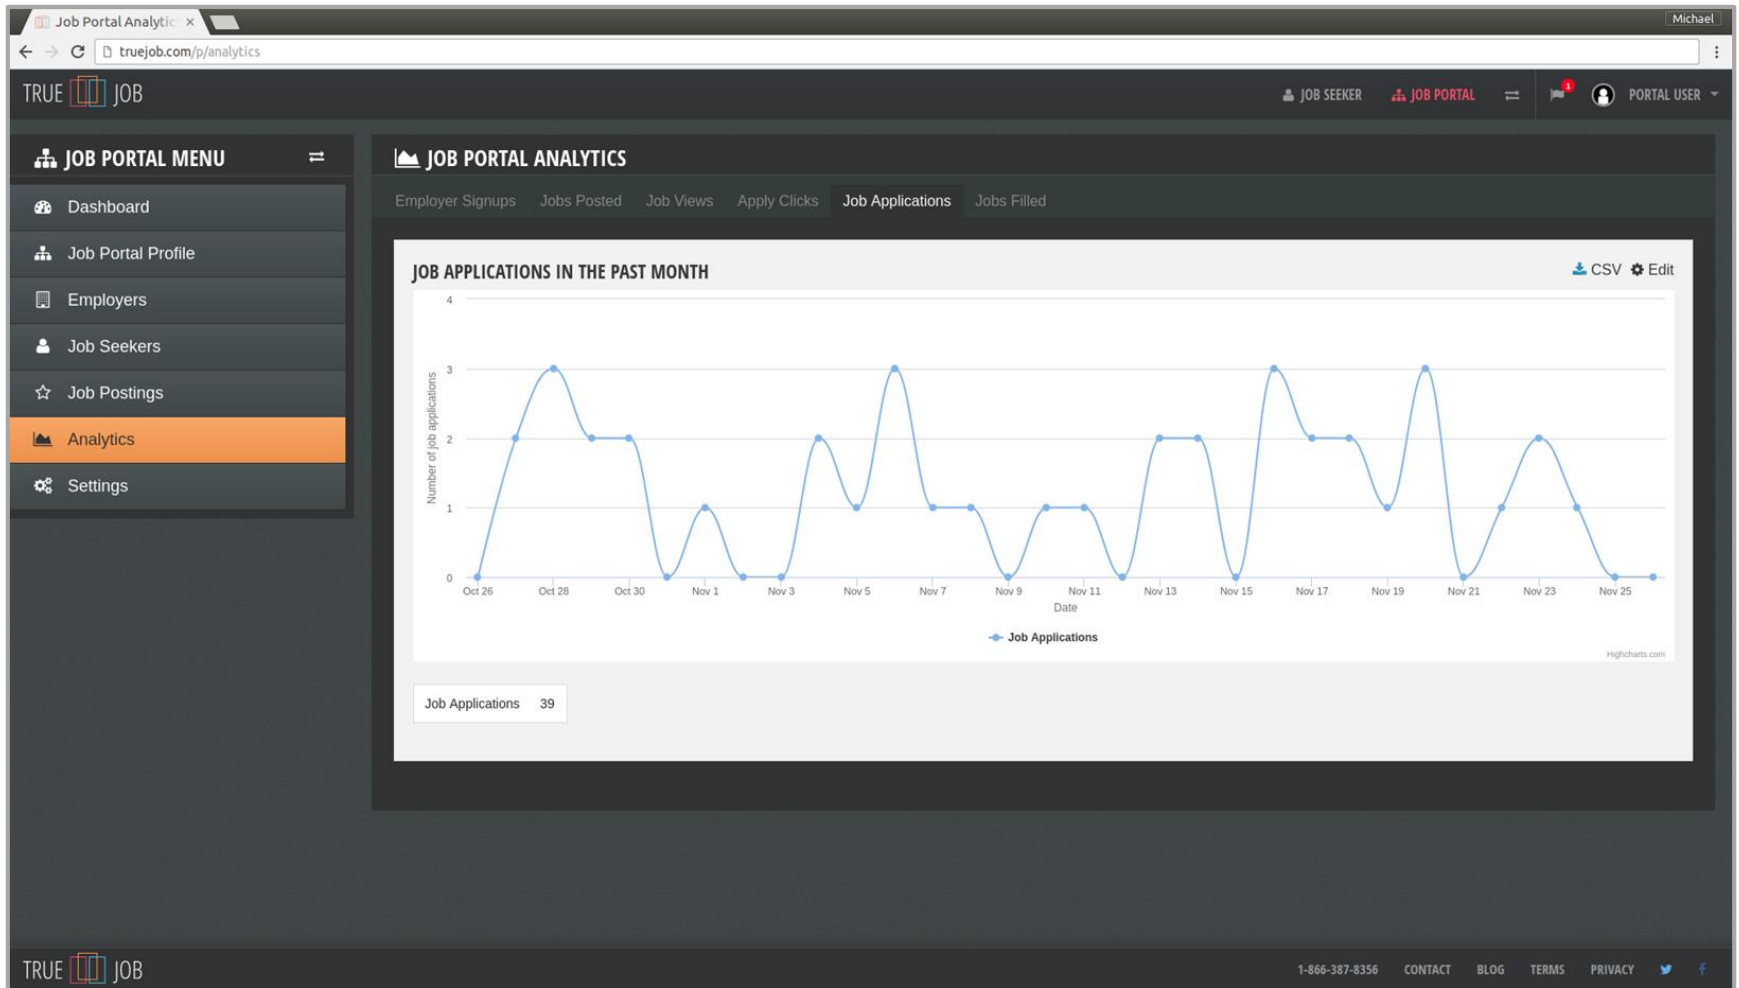 Job Portal Analytic
Michael
truejob.com/p/analytics
TRUE JOB
JOB SEEKER
JOB PORTAL
1
PORTAL USER
JOB PORTAL MENU
Dashboard
Job Portal Profile
Employers
Job Seekers
Job Postings
Analytics
Settings
JOB PORTAL ANALYTICS
Employer Signups Jobs Posted Job Views Apply Clicks Job Applications Jobs Filled
JOB APPLICATIONS IN THE PAST MONTH
CSV Edit
Number of job applications
4
3
2
1
0
Oct 26 Oct 28 Oct 30 Nov 1 Nov 3 Nov 5 Nov 7 Nov 9 Nov 11 Nov 13 Nov 15 Nov 17 Nov 19 Nov 21 Nov 23 Nov 25
Date
Job Applications
Highcharts.com
Job Applications 39
TRUE JOB
1-866-387-8356 CONTACT BLOG TERMS PRIVACY